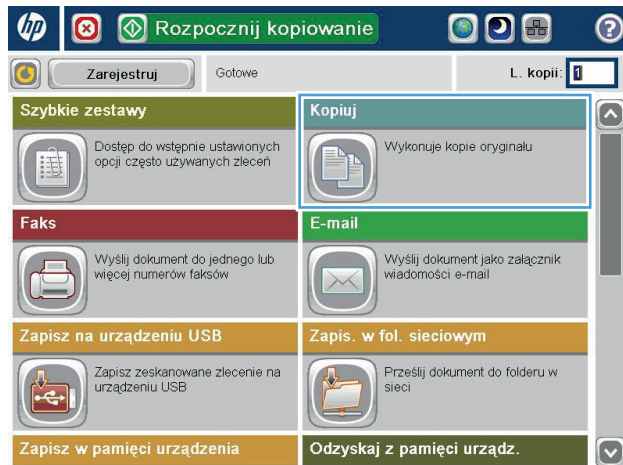 hp
Rozpocznij kopiowanie
?
Zarejestruj
Gotowe
L. kopii: 1
Szybkie zestawy
Dostęp do wstępnie ustawionych
opcji często używanych zleceń
Kopiuj
Wykonuje kopie oryginału
Faks
Wyślij dokument do jednego lub
więcej numerów faksów
E-mail
Wyślij dokument jako załącznik
wiadomości e-mail
Zapisz na urządzeniu USB
Zapisz zeskanowane zlecenie na
urządzeniu USB
Zapis. w fol. sieciowym
Prześlij dokument do folderu w
sieci
Zapisz w pamięci urządzenia
Odzyskaj z pamięci urządz.